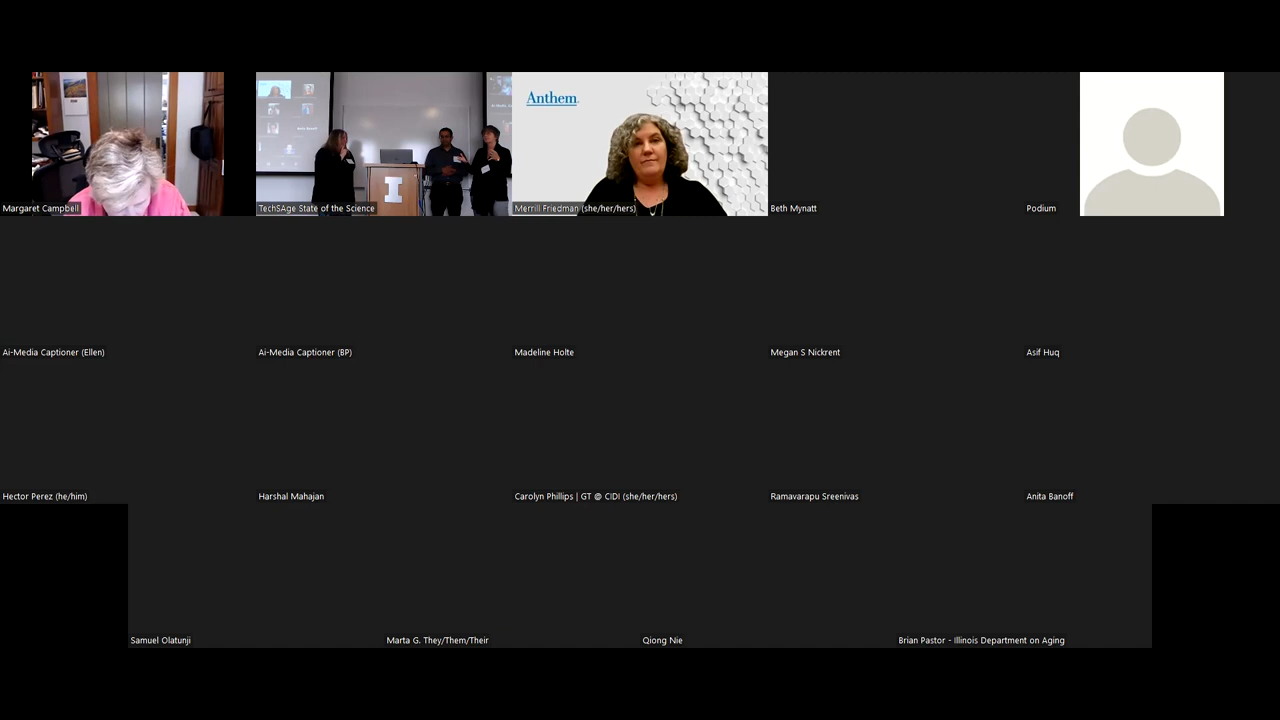 Anthem
Margaret Campbell
TechSAge State of the Science
Merrill Friedman (she/her/hers)
Beth Mynatt
Podium
Ai-Media Captioner (Ellen)
Ai-Media Captioner (BP)
Madeline Holte
Megan S Nickrent
Asif Huq
Hector Perez (he/him)
Harshal Mahajan
Carolyn Phillips | GT @ CIDI (she/her/hers)
Ramavarapu Sreenivas
Anita Banoff
Samuel Olatunji
Marta G. They/Them/Their
Qiong Nie
Brian Pastor - Illinois Department on Aging